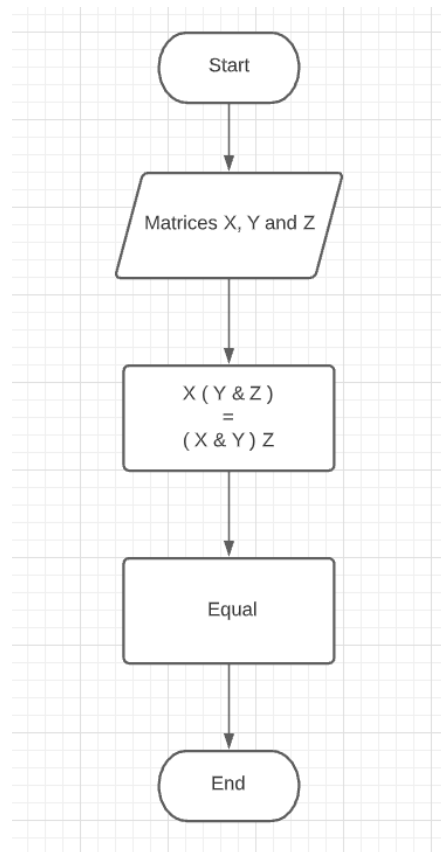 Start
Matrices X, Y and Z
X ( Y & Z )
=
( X & Y ) Z
Equal
End